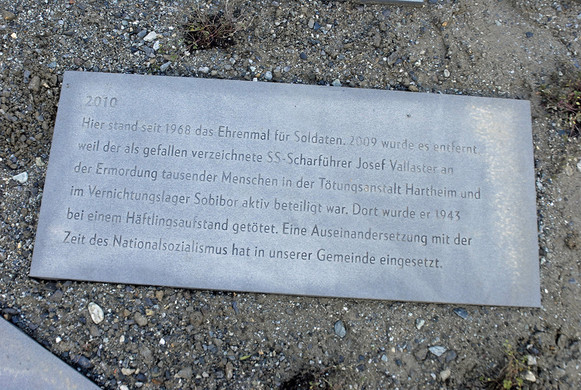 2010
Hier stand seit 1968 das Ehrenmal für Soldaten. 2009 wurde es entfernt,
weil der als gefallen verzeichnete SS-Scharführer Josef Vallaster an
der Ermordung tausender Menschen in der Tötungsanstalt Hartheim und
im Vernichtungslager Sobibor aktiv beteiligt war. Dort wurde er 1943
bei einem Häftlingsaufstand getötet. Eine Auseinandersetzung mit der
Zeit des Nationalsozialismus hat in unserer Gemeinde eingesetzt.